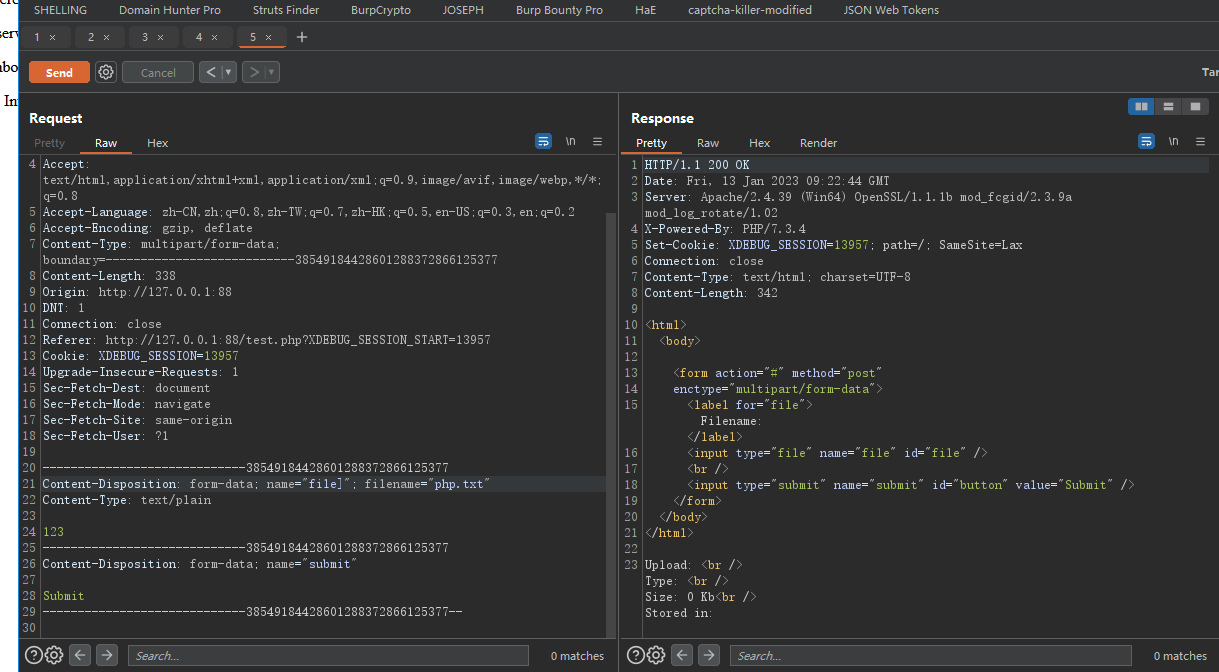 SHELLING Domain Hunter Pro Struts Finder BurpCrypto JOSEPH Burp Bounty Pro HaE captcha-killer-modified JSON Web Tokens
1 × 2 × 3 × 4 × 5 × +
Send Cancel < ▾ > ▾
Request
Pretty Raw Hex \n
4 Accept:
text/html,application/xhtml+xml,application/xml;q=0.9,image/avif,image/webp,*/*;
q=0.8
5 Accept-Language: zh-CN,zh;q=0.8,zh-TW;q=0.7,zh-HK;q=0.5,en-US;q=0.3,en;q=0.2
6 Accept-Encoding: gzip, deflate
7 Content-Type: multipart/form-data;
boundary=---------------------------385491844286012883728661​25377
8 Content-Length: 338
9 Origin: http://127.0.0.1:88
10 DNT: 1
11 Connection: close
12 Referer: http://127.0.0.1:88/test.php?XDEBUG_SESSION_START=13957
13 Cookie: XDEBUG_SESSION=13957
14 Upgrade-Insecure-Requests: 1
15 Sec-Fetch-Dest: document
16 Sec-Fetch-Mode: navigate
17 Sec-Fetch-Site: same-origin
18 Sec-Fetch-User: ?1
19
20 -----------------------------38549184428601288372866125377
21 Content-Disposition: form-data; name="file]"; filename="php.txt"
22 Content-Type: text/plain
23
24 123
25 -----------------------------38549184428601288372866125377
26 Content-Disposition: form-data; name="submit"
27
28 Submit
29 -----------------------------38549184428601288372866125377--
30
Search... 0 matches
Response
Pretty Raw Hex Render \n
1 HTTP/1.1 200 OK
2 Date: Fri, 13 Jan 2023 09:22:44 GMT
3 Server: Apache/2.4.39 (Win64) OpenSSL/1.1.1b mod_fcgid/2.3.9a
mod_log_rotate/1.02
4 X-Powered-By: PHP/7.3.4
5 Set-Cookie: XDEBUG_SESSION=13957; path=/; SameSite=Lax
6 Connection: close
7 Content-Type: text/html; charset=UTF-8
8 Content-Length: 342
9
10 <html>
11 <body>
12
13 <form action="#" method="post"
14 enctype="multipart/form-data">
15 <label for="file">
Filename:
</label>
16 <input type="file" name="file" id="file" />
17 <br />
18 <input type="submit" name="submit" id="button" value="Submit" />
19 </form>
20 </body>
21 </html>
22
23 Upload: <br />
Type: <br />
Size: 0 Kb<br />
Stored in:
Search... 0 matches